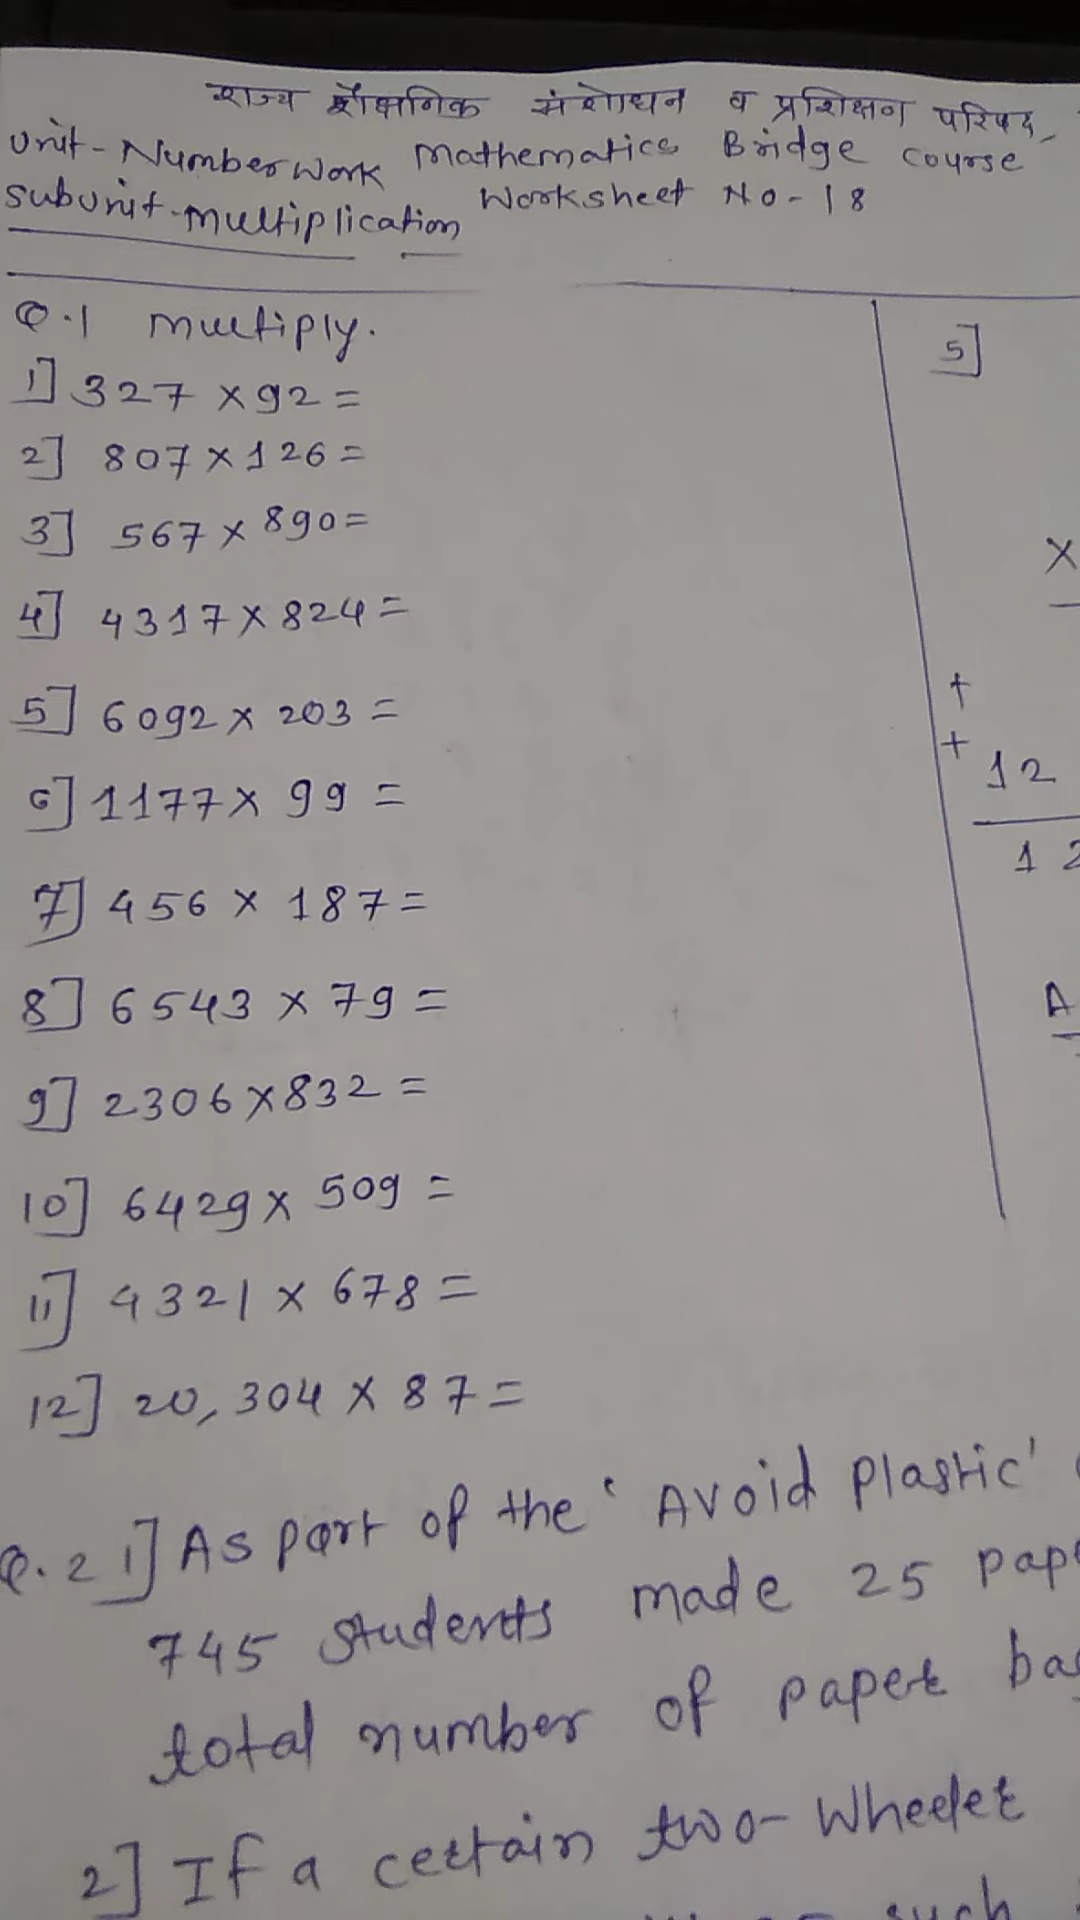 राज्य शैक्षणिक संशोधन व प्रशिक्षण परिषद,
Unit - Number work Mathematics Bridge course
Subunit - multiplication Worksheet No - 18
Q.1 multiply.
1] 327 × 92 =
2] 807 × 126 =
3] 567 × 890 =
4] 4317 × 824 =
5] 6092 × 203 =
6] 1177 × 99 =
7] 456 × 187 =
8] 6543 × 79 =
9] 2306 × 832 =
10] 6429 × 509 =
11] 4321 × 678 =
12] 20,304 × 87 =
5]
×
+
+
12
12
A
Q.2 1] As part of the 'Avoid plastic'
745 students made 25
total number of paper
2] If a certain two-wheeler
such